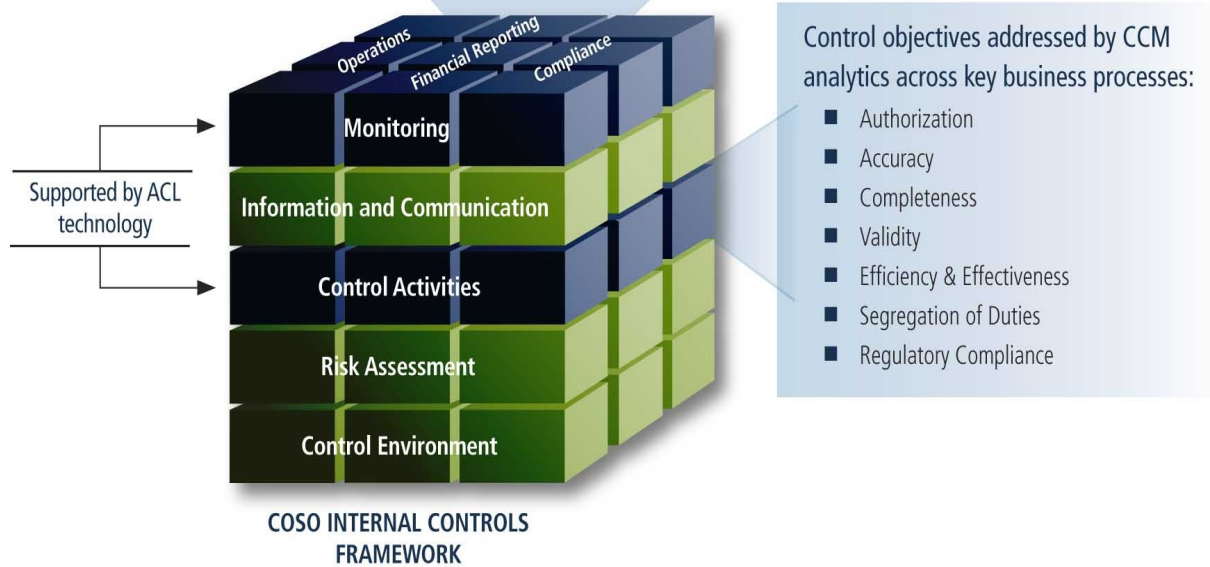 Operations
Financial Reporting
Compliance
Monitoring
Information and Communication
Control Activities
Risk Assessment
Control Environment
Supported by ACL
technology
COSO INTERNAL CONTROLS
FRAMEWORK
Control objectives addressed by CCM
analytics across key business processes:
■ Authorization
■ Accuracy
■ Completeness
■ Validity
■ Efficiency & Effectiveness
■ Segregation of Duties
■ Regulatory Compliance